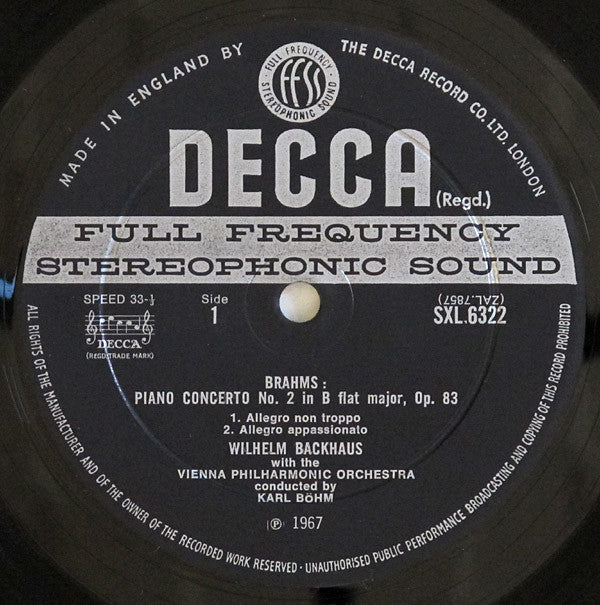 MADE IN ENGLAND BY
· FULL FREQUENCY · STEREOPHONIC SOUND
FFSS
THE DECCA RECORD CO. LTD. LONDON
DECCA (Regd.)
FULL FREQUENCY
STEREOPHONIC SOUND
SPEED 33-⅓
Side
1
(ZAL.7857)
SXL.6322
DECCA
(REGD. TRADE MARK)
BRAHMS :
PIANO CONCERTO No. 2 in B flat major, Op. 83
1. Allegro non troppo
2. Allegro appassionato
WILHELM BACKHAUS
with the
VIENNA PHILHARMONIC ORCHESTRA
conducted by
KARL BÖHM
Ⓟ 1967
ALL RIGHTS OF THE MANUFACTURER AND OF THE OWNER OF THE RECORDED WORK RESERVED · UNAUTHORISED PUBLIC PERFORMANCE BROADCASTING AND COPYING OF THIS RECORD PROHIBITED